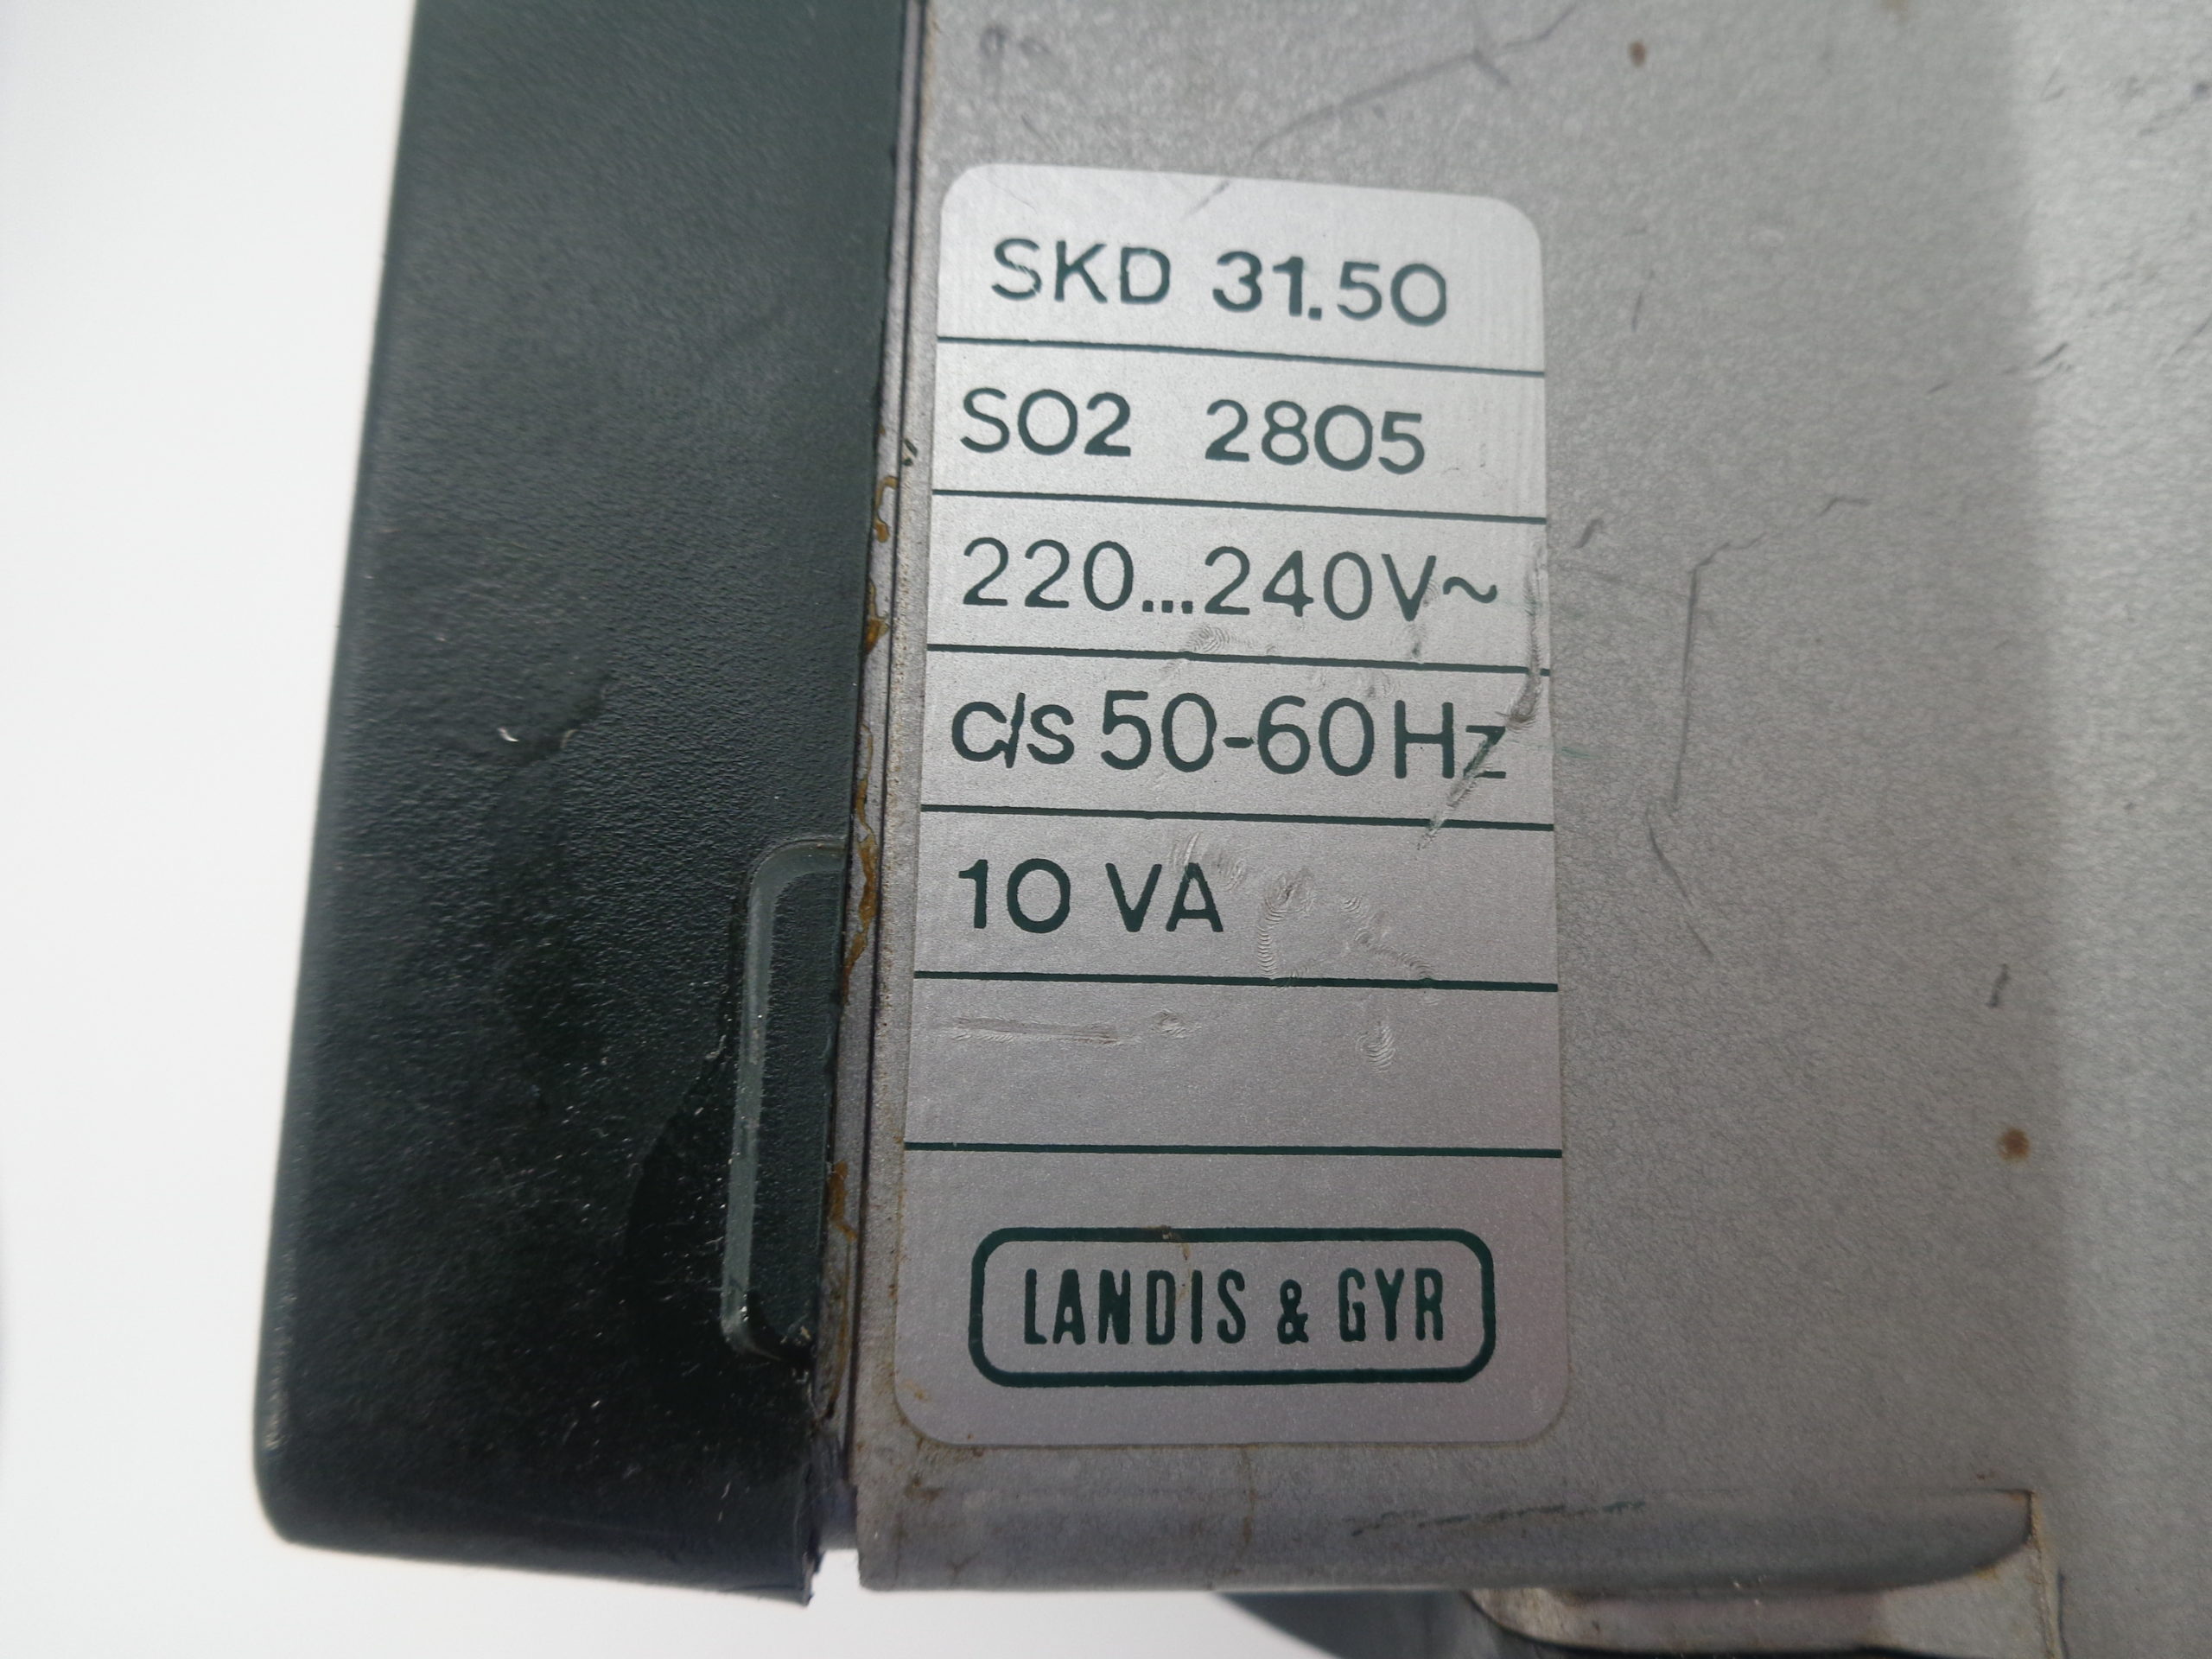 SKD 31.50
SO2 2805
220...240V~
c/s 50-60Hz
10 VA
LANDIS & GYR